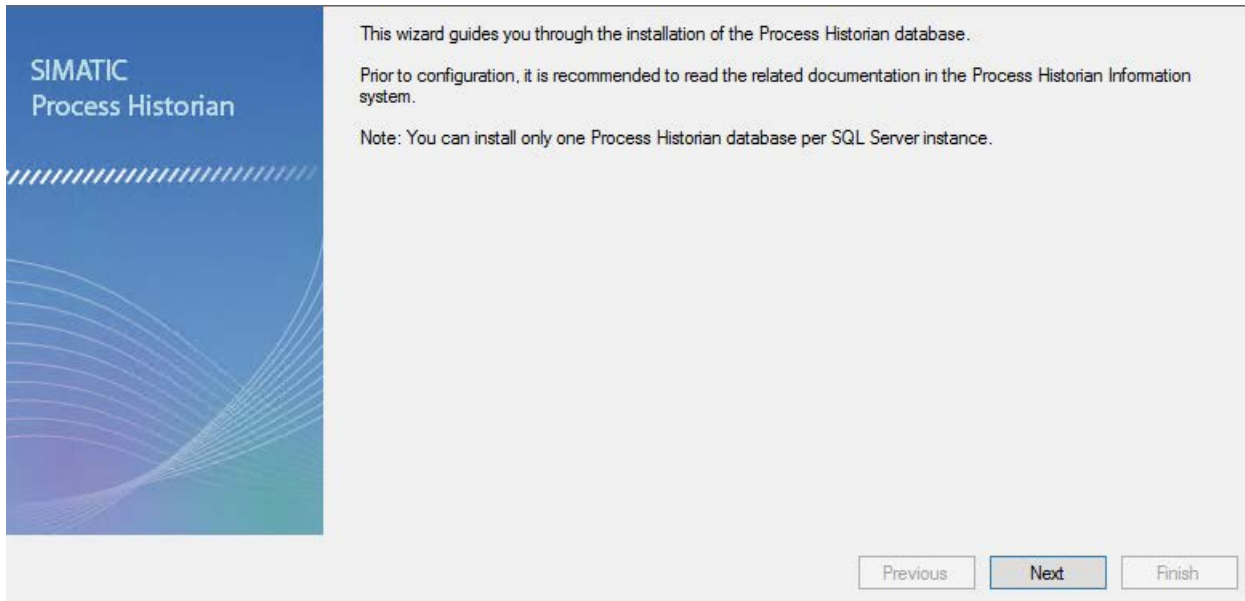 SIMATIC
Process Historian
This wizard guides you through the installation of the Process Historian database.
Prior to configuration, it is recommended to read the related documentation in the Process Historian Information
system.
Note: You can install only one Process Historian database per SQL Server instance.
Previous
Next
Finish